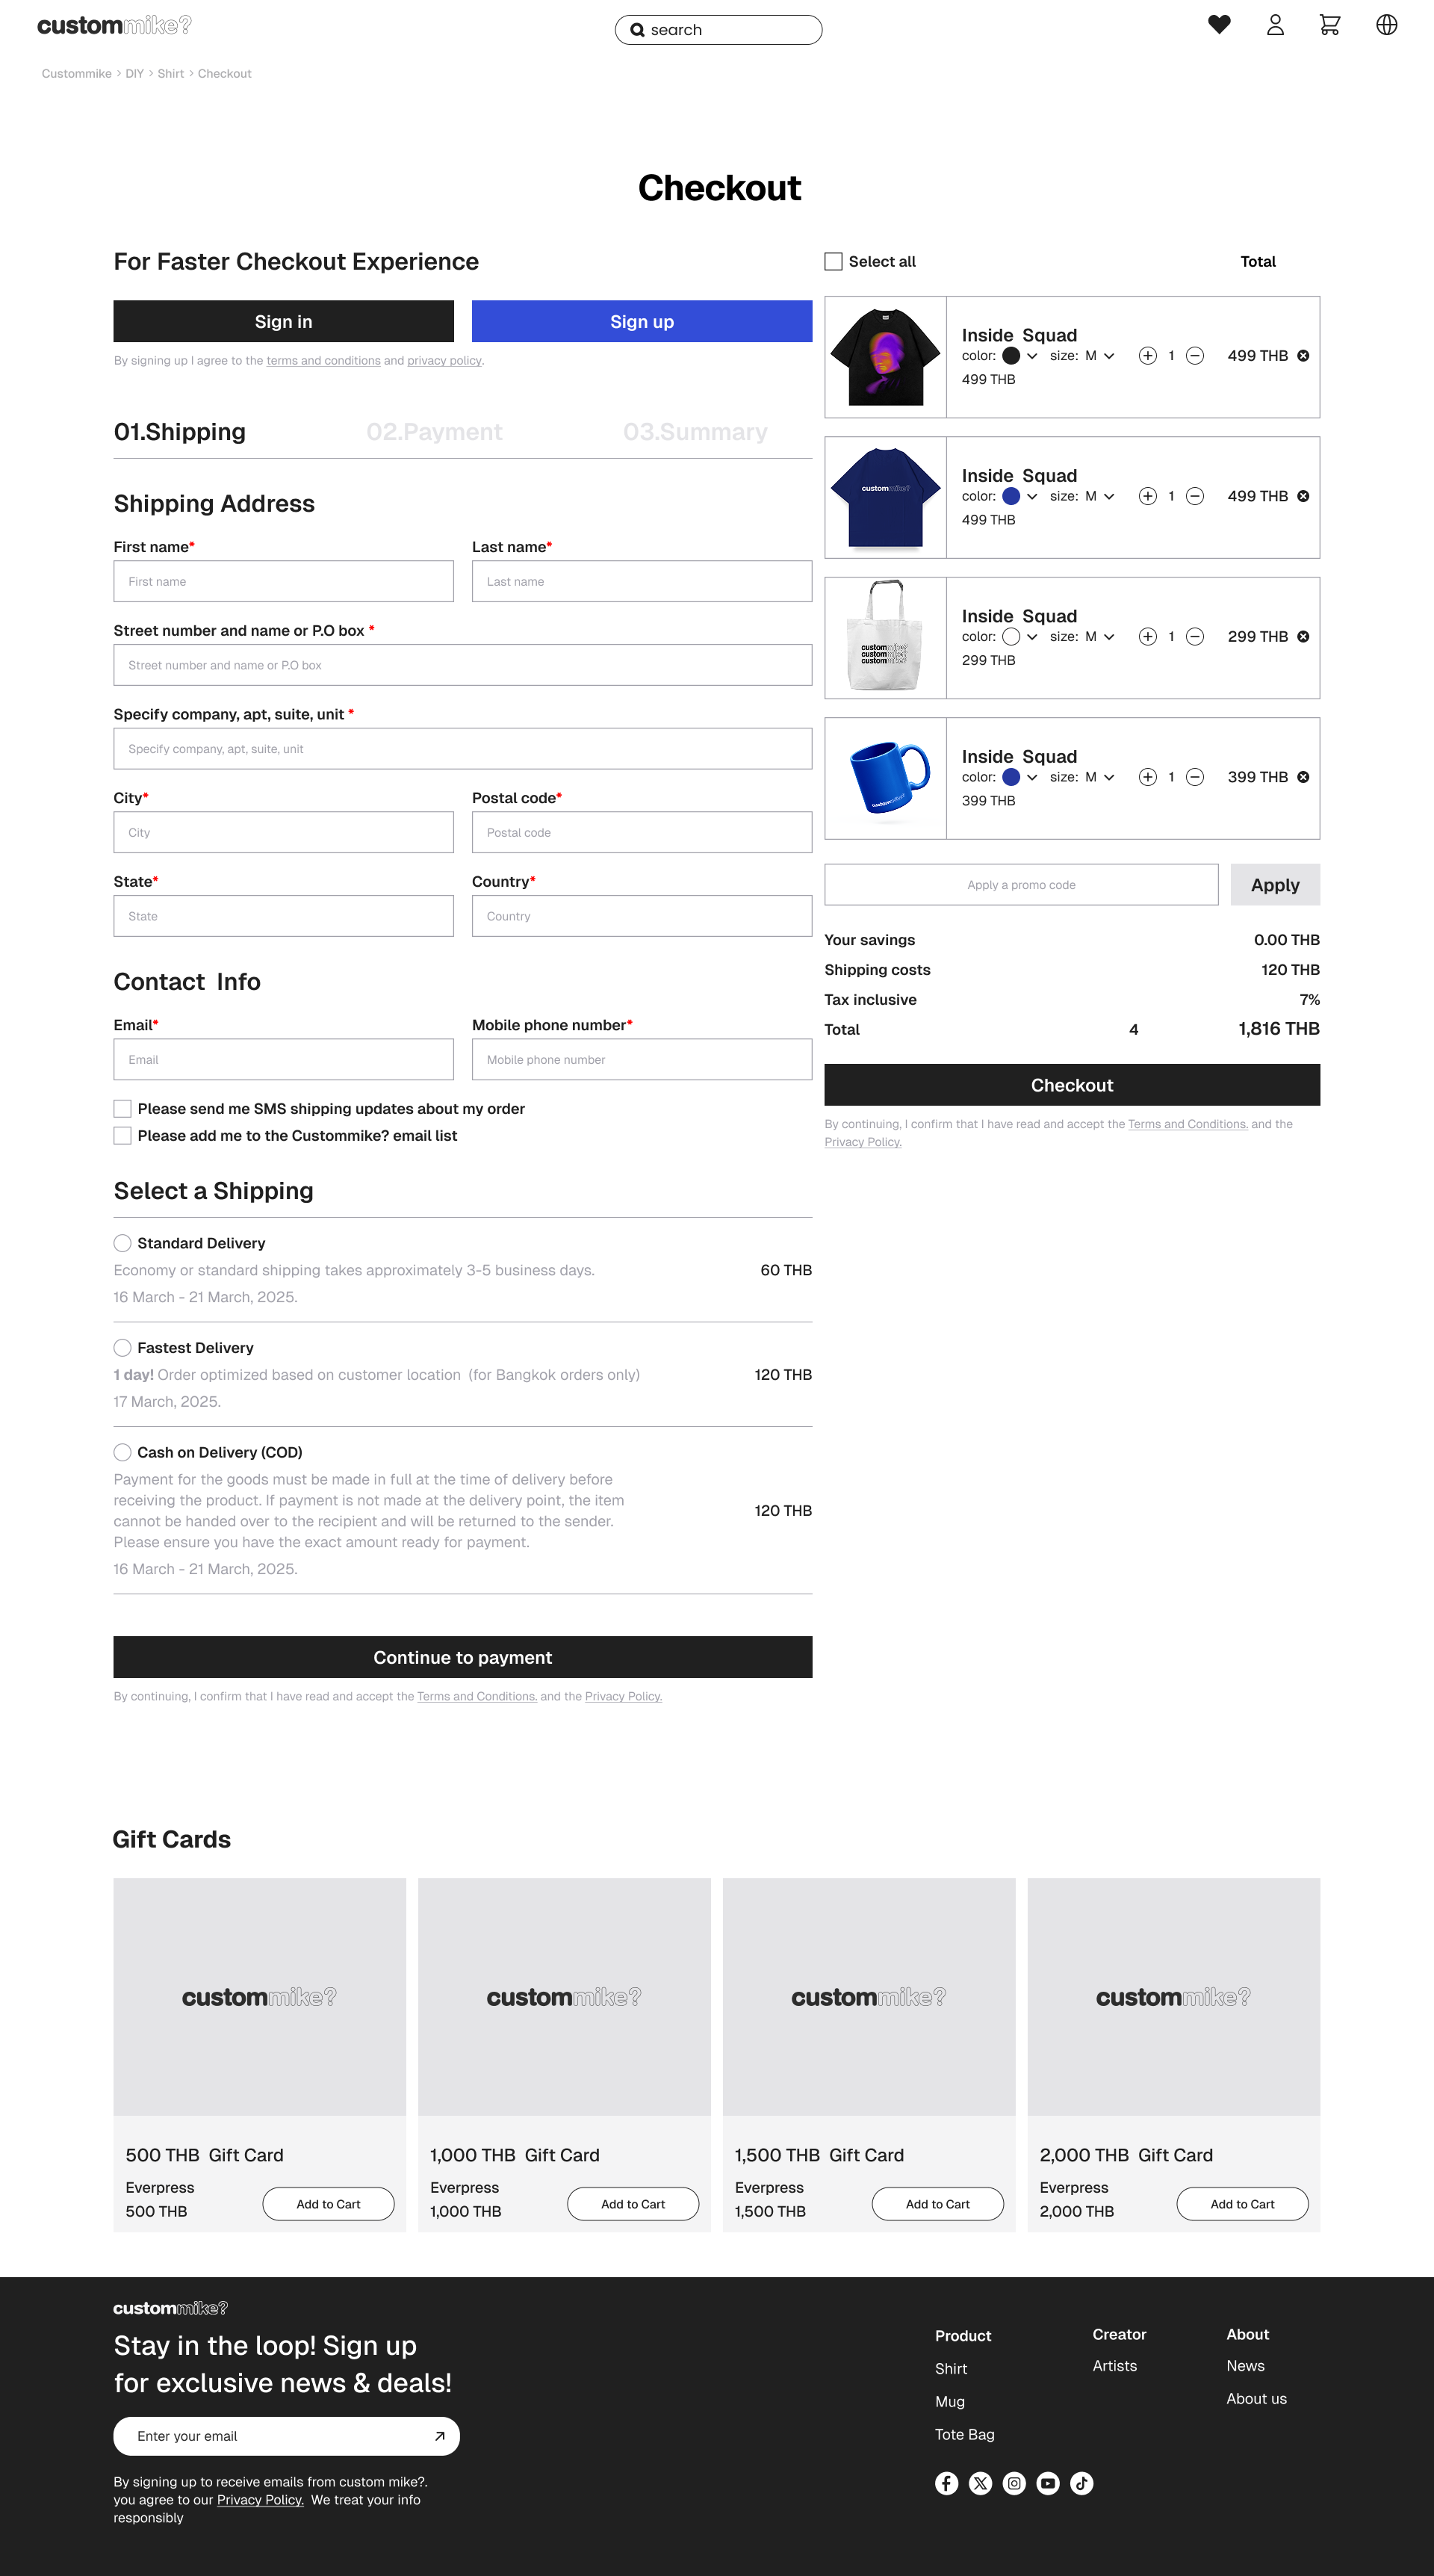 custommike?
search
Custommike > DIY > Shirt > Checkout
Checkout
For Faster Checkout Experience
Sign in
Sign up
By signing up I agree to the terms and conditions and privacy policy.
01.Shipping
02.Payment
03.Summary
Shipping Address
First name*
Last name*
First name
Last name
Street number and name or P.O box *
Street number and name or P.O box
Specify company, apt, suite, unit *
Specify company, apt, suite, unit
City*
Postal code*
City
Postal code
State*
Country*
State
Country
Contact Info
Email*
Mobile phone number*
Email
Mobile phone number
Please send me SMS shipping updates about my order
Please add me to the Custommike? email list
Select a Shipping
Standard Delivery
Economy or standard shipping takes approximately 3-5 business days.
60 THB
16 March - 21 March, 2025.
Fastest Delivery
1 day! Order optimized based on customer location (for Bangkok orders only)
120 THB
17 March, 2025.
Cash on Delivery (COD)
Payment for the goods must be made in full at the time of delivery before
receiving the product. If payment is not made at the delivery point, the item
cannot be handed over to the recipient and will be returned to the sender.
Please ensure you have the exact amount ready for payment.
120 THB
16 March - 21 March, 2025.
Continue to payment
By continuing, I confirm that I have read and accept the Terms and Conditions. and the Privacy Policy.
Select all
Total
Inside Squad
color: size: M 1 499 THB
499 THB
custommike?
Inside Squad
color: size: M 1 499 THB
499 THB
custommike?
custommike?
custommike?
Inside Squad
color: size: M 1 299 THB
299 THB
custommike?
Inside Squad
color: size: M 1 399 THB
399 THB
Apply a promo code
Apply
Your savings 0.00 THB
Shipping costs 120 THB
Tax inclusive 7%
Total 4 1,816 THB
Checkout
By continuing, I confirm that I have read and accept the Terms and Conditions. and the
Privacy Policy.
Gift Cards
custommike?
custommike?
custommike?
custommike?
500 THB Gift Card
Everpress
500 THB
Add to Cart
1,000 THB Gift Card
Everpress
1,000 THB
Add to Cart
1,500 THB Gift Card
Everpress
1,500 THB
Add to Cart
2,000 THB Gift Card
Everpress
2,000 THB
Add to Cart
custommike?
Stay in the loop! Sign up
for exclusive news & deals!
Enter your email
By signing up to receive emails from custom mike?.
you agree to our Privacy Policy. We treat your info
responsibly
Product
Shirt
Mug
Tote Bag
Creator
Artists
About
News
About us